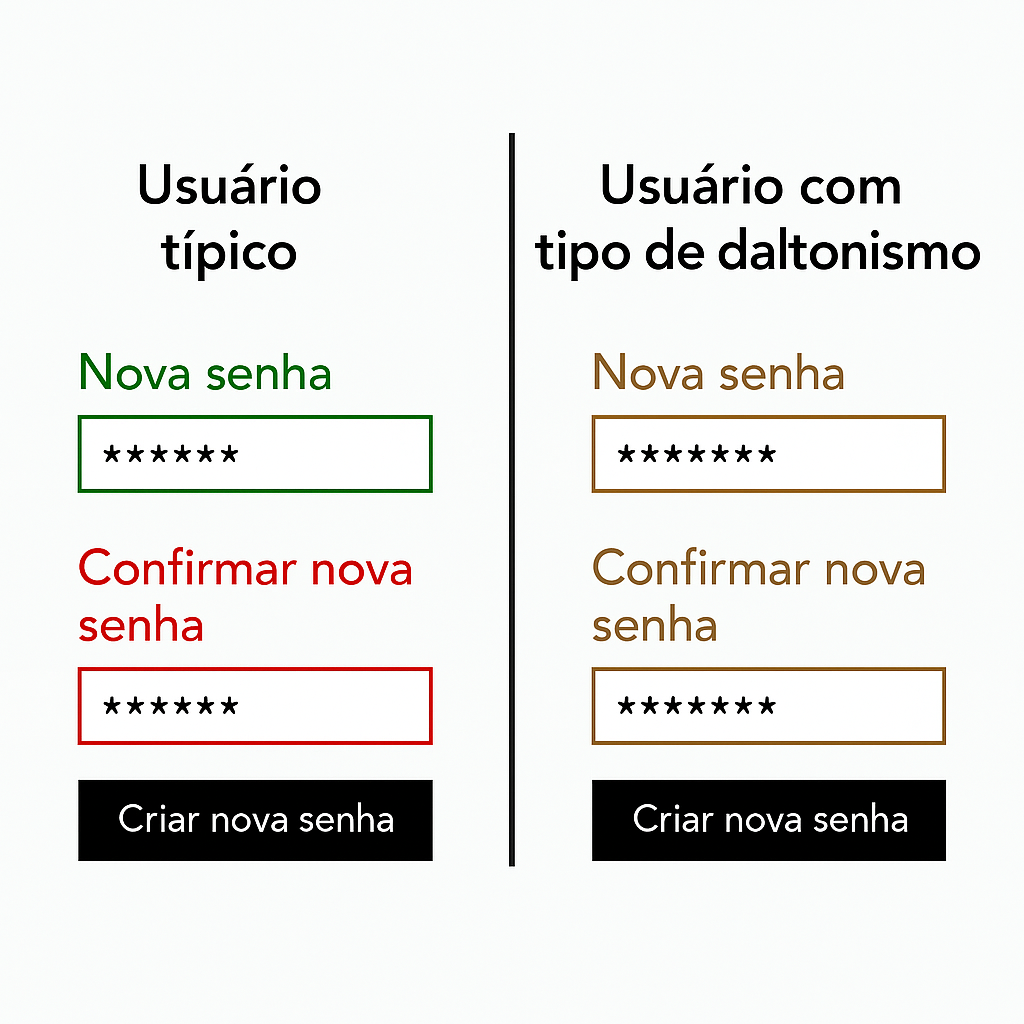 Usuário
típico
Nova senha
******
Confirmar nova
senha
******
Criar nova senha
Usuário com
tipo de daltonismo
Nova senha
*******
Confirmar nova
senha
*******
Criar nova senha